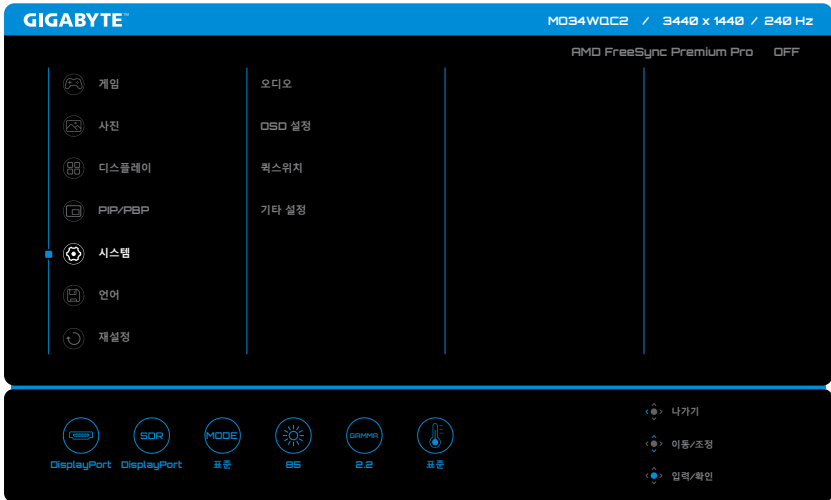 GIGABYTE™
MO34WQC2 / 3440 x 1440 / 240 Hz
AMD FreeSync Premium Pro OFF
게임
오디오
사진
OSD 설정
디스플레이
퀵스위치
PIP/PBP
기타 설정
시스템
언어
재설정
SDR
MODE
GAMMA
DisplayPort
DisplayPort
표준
85
2.2
표준
나가기
이동/조정
입력/확인